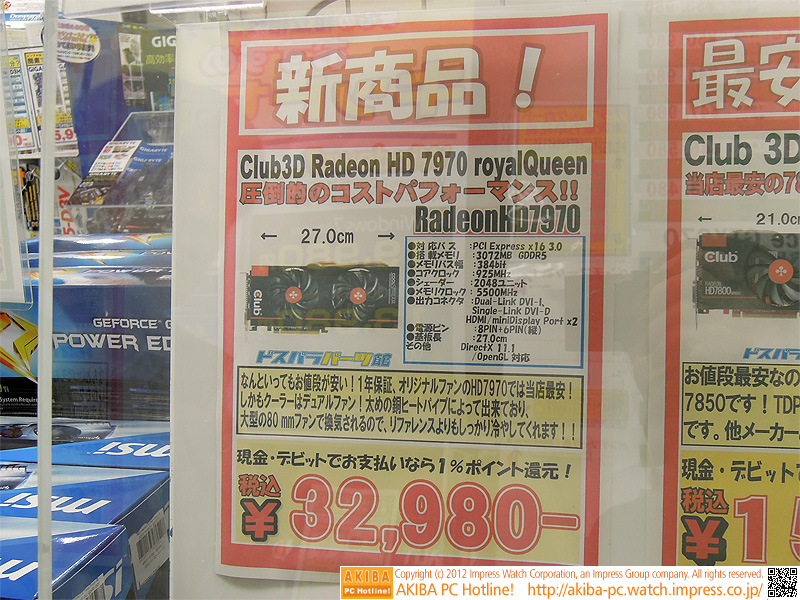 新商品！
Club3D Radeon HD 7970 royalQueen
圧倒的のコストパフォーマンス!!
RadeonHD7970
← 27.0cm →
●対応バス :PCI Express x16 3.0
●搭載メモリ :3072MB GDDR5
●メモリバス幅 :384bit
●コアクロック :925MHz
●シェーダー :2048ユニット
●メモリクロック :5500MHz
●出力コネクタ :Dual-Link DVI-I、
Single-Link DVI-D
HDMI/miniDisplay Port x2
●電源ピン :8PIN+6PIN(縦)
●基板長 :27.0cm
その他 DirectX 11.1
/OpenGL 対応
Club
ドスパラパーツ館
なんといってもお値段が安い！1年保証、オリジナルファンのHD7970では当店最安！
しかもクーラーはデュアルファン！太めの銅ヒートパイプによって出来ており、
大型の80mmファンで換気されるので、リファレンスよりもしっかり冷やしてくれます！！
現金・デビットでお支払いなら1％ポイント還元！
税込
¥32,980-
最安
Club 3D
当店最安の78
← 21.0c
Club
HD7800
ドスパラ
お値段最安なの
7850です！TDP
です。他メーカー
現金・デビットで
税込
¥15
GIG
高効率
GEFORCE G
POWER ED
System Require
msi
msi
msi
AKIBA
PC Hotline!
Copyright (c) 2012 Impress Watch Corporation, an Impress Group company. All rights reserved.
AKIBA PC Hotline! http://akiba-pc.watch.impress.co.jp/